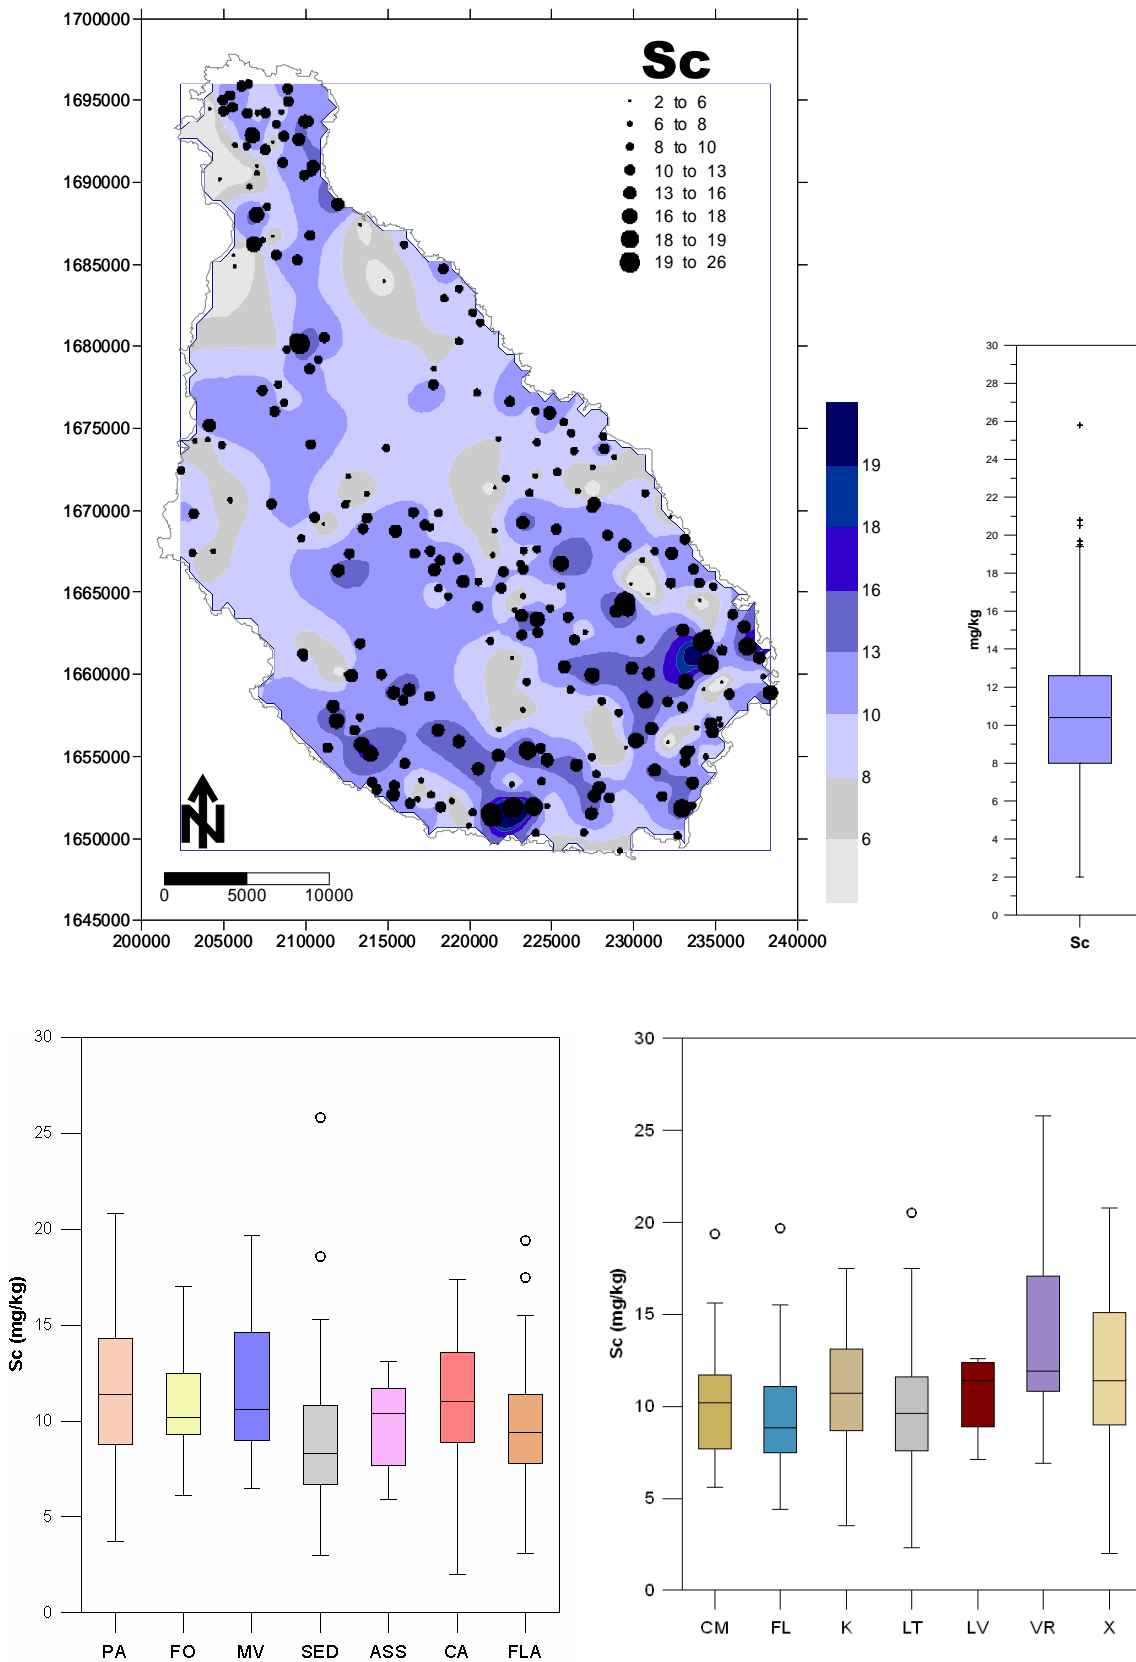 1700000
1695000
1690000
1685000
1680000
1675000
1670000
1665000
1660000
1655000
1650000
1645000
200000 205000 210000 215000 220000 225000 230000 235000 240000
Sc
2 to 6
6 to 8
8 to 10
10 to 13
13 to 16
16 to 18
18 to 19
19 to 26
N
0 5000 10000
19
18
16
13
10
8
6
30
28
26
24
22
20
18
16
14
12
10
8
6
4
2
0
mg/kg
Sc
30
25
20
15
10
5
0
Sc (mg/kg)
PA FO MV SED ASS CA FLA
30
25
20
15
10
5
0
Sc (mg/kg)
CM FL K LT LV VR X